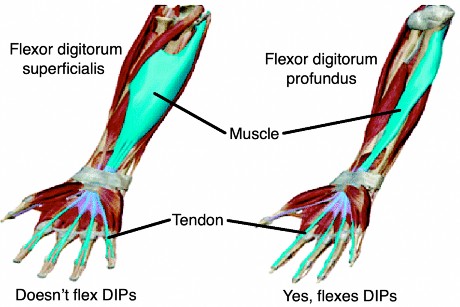 Flexor digitorum
superficialis
Flexor digitorum
profundus
Muscle
Tendon
Doesn't flex DIPs
Yes, flexes DIPs